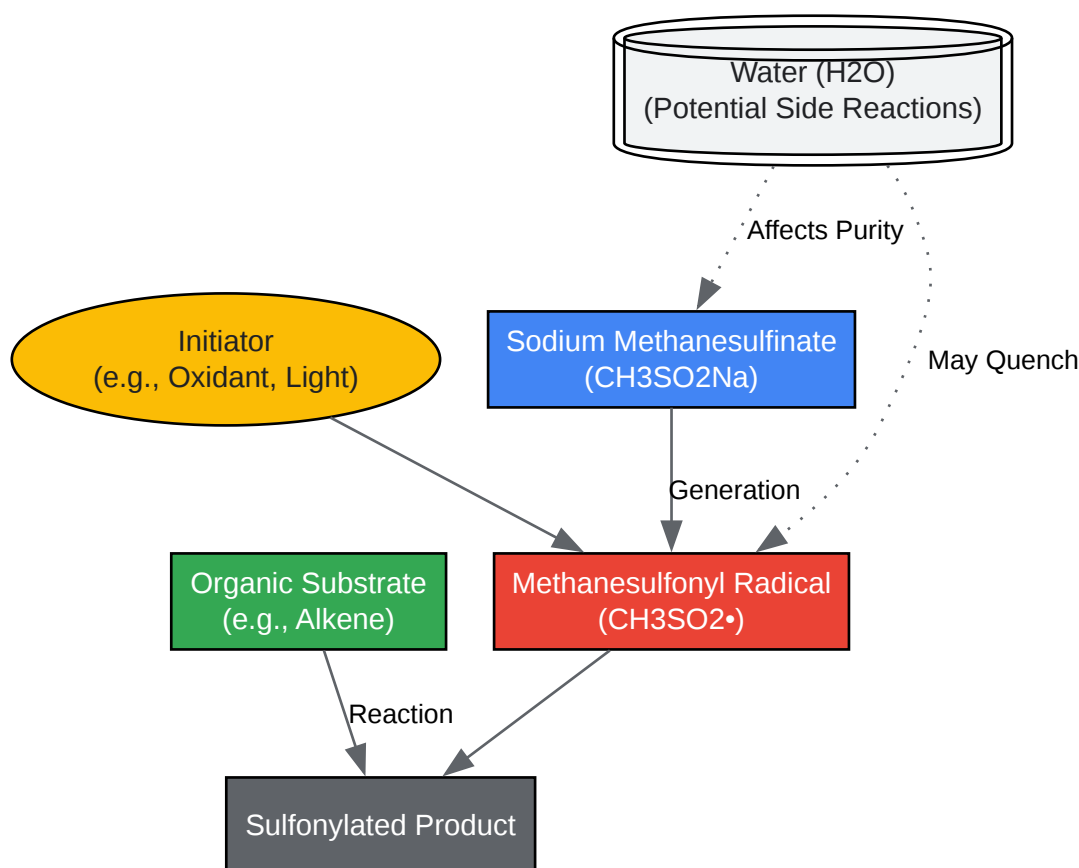 Water (H2O)
(Potential Side Reactions)
Affects Purity
Initiator
(e.g., Oxidant, Light)
Sodium Methanesulfinate
(CH3SO2Na)
May Quench
Generation
Organic Substrate
(e.g., Alkene)
Methanesulfonyl Radical
(CH3SO2•)
Reaction
Sulfonylated Product